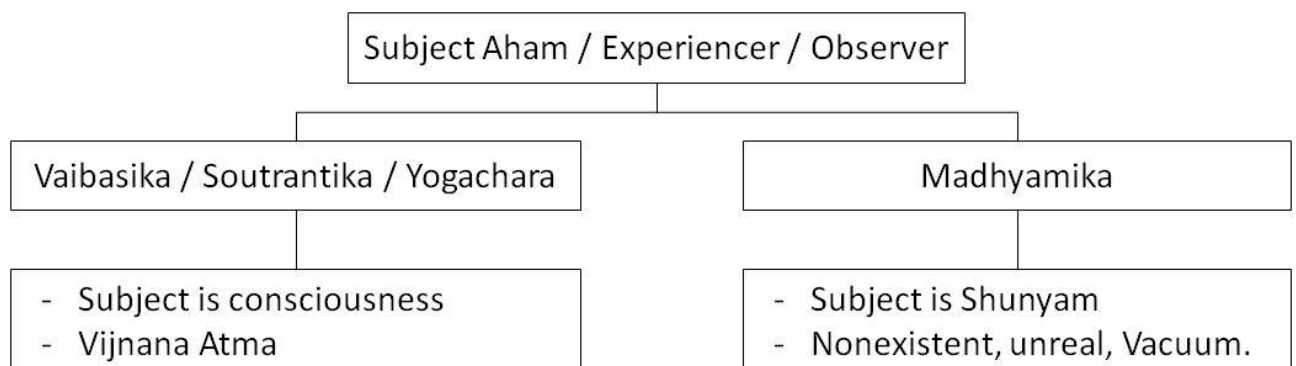 Subject Aham / Experiencer / Observer
Vaibasika / Soutrantika / Yogachara
Madhyamika
- Subject is consciousness
- Vijnana Atma
- Subject is Shunyam
- Nonexistent, unreal, Vacuum.